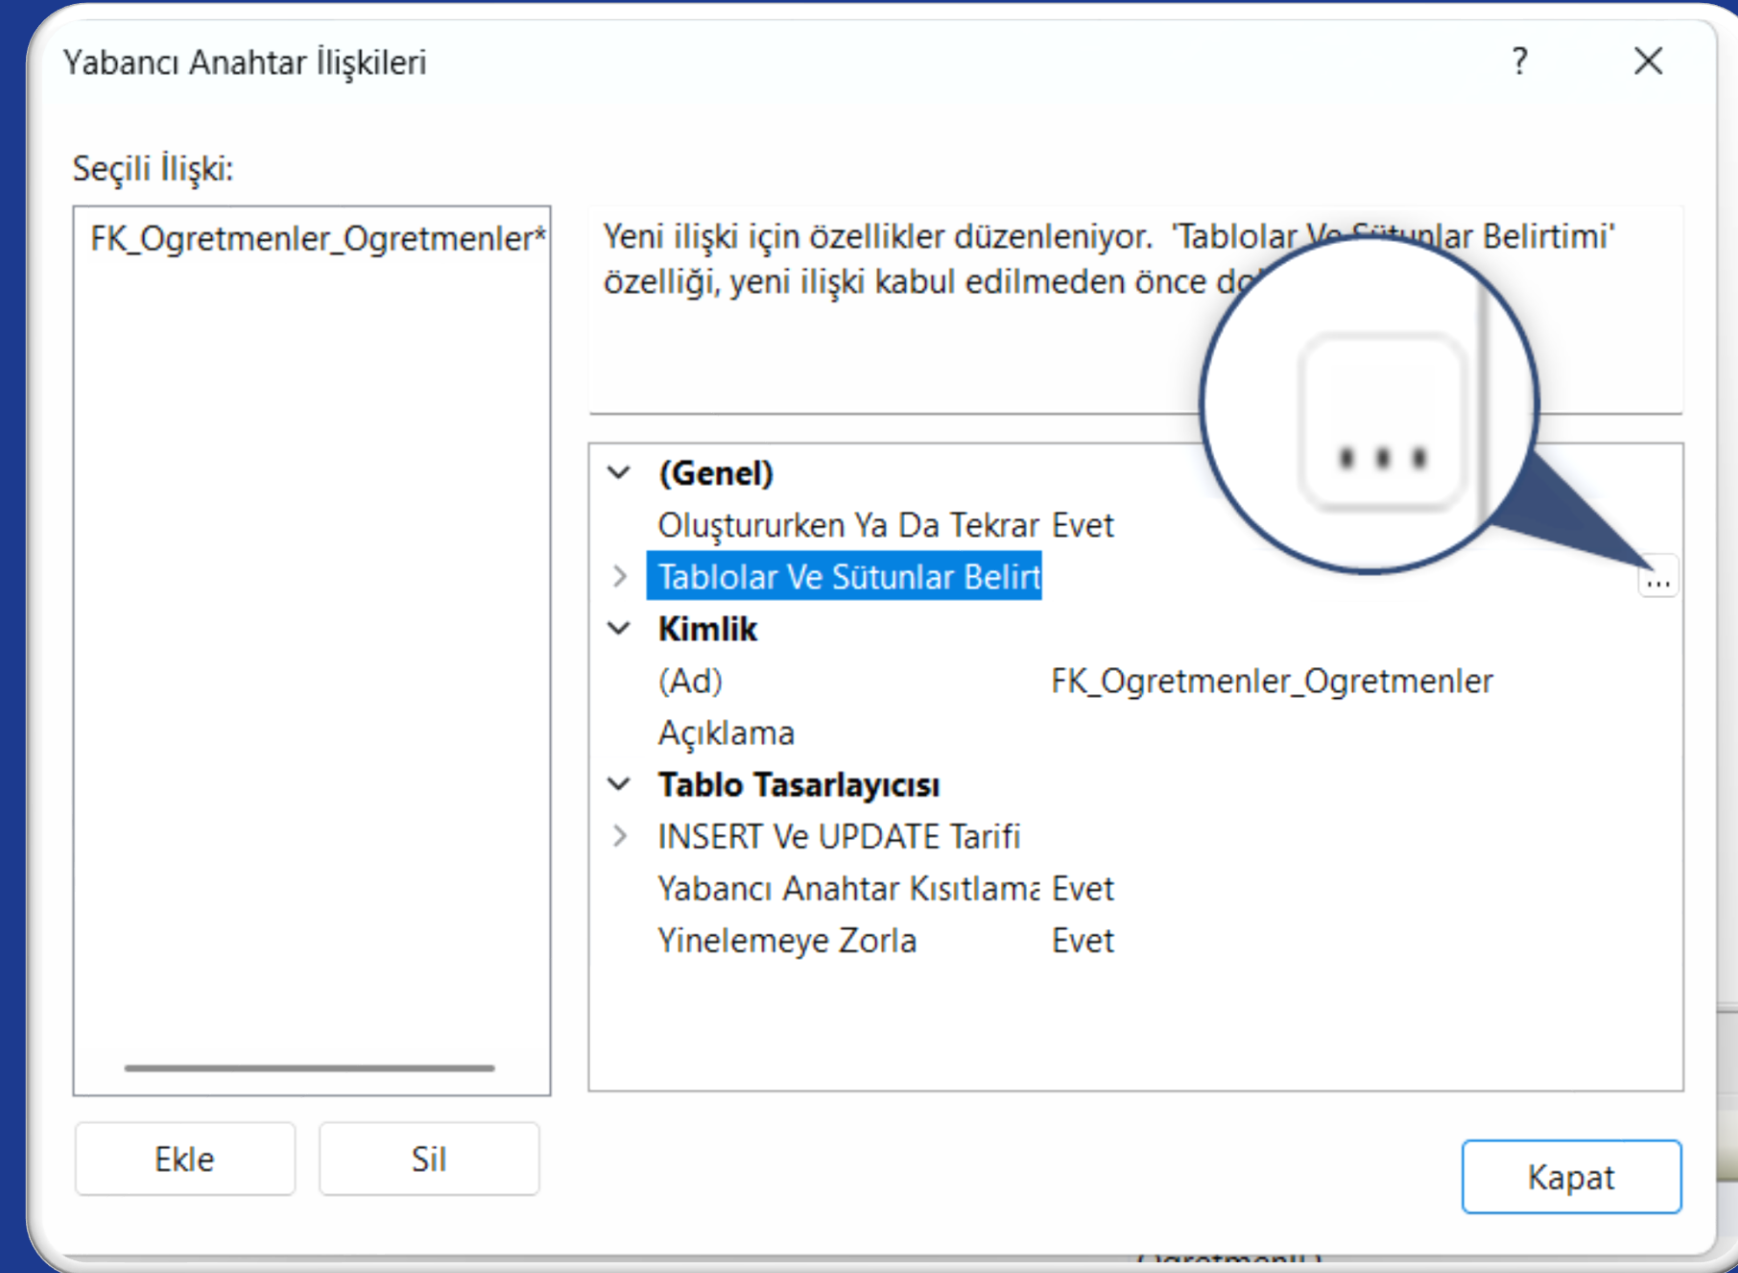 Yabancı Anahtar İlişkileri
?
Seçili İlişki:
FK_Ogretmenler_Ogretmenler*
Yeni ilişki için özellikler düzenleniyor. 'Tablolar Ve Sütunlar Belirtimi'
özelliği, yeni ilişki kabul edilmeden önce
...
(Genel)
Oluştururken Ya Da Tekrar Evet
Tablolar Ve Sütunlar Belirt
...
Kimlik
(Ad) FK_Ogretmenler_Ogretmenler
Açıklama
Tablo Tasarlayıcısı
INSERT Ve UPDATE Tarifi
Yabancı Anahtar Kısıtlama Evet
Yinelemeye Zorla Evet
Ekle
Sil
Kapat